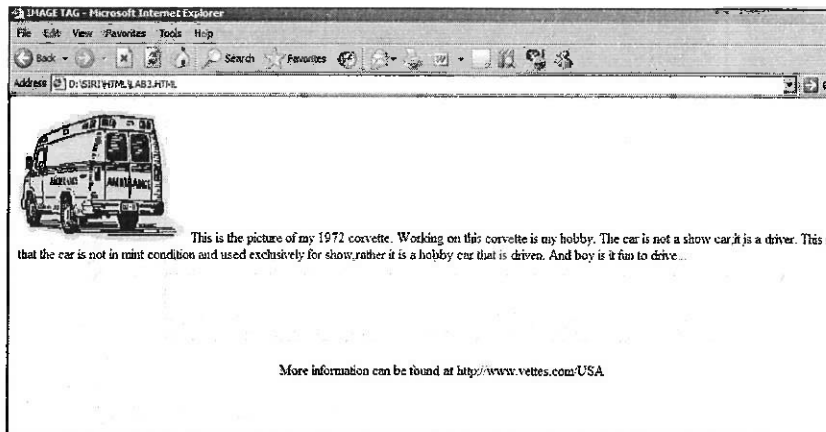 IMAGE TAG - Microsoft Internet Explorer
File Edit View Favorites Tools Help
Back Search Favorites
Address D:\SIRI\HTML\LAB3.HTML
AMBULANCE
This is the picture of my 1972 corvette. Working on this corvette is my hobby. The car is not a show car,it is a driver. This
that the car is not in mint condition and used exclusively for show,rather it is a hobby car that is driven. And boy is it fun to drive...
More information can be found at http://www.vettes.com/USA